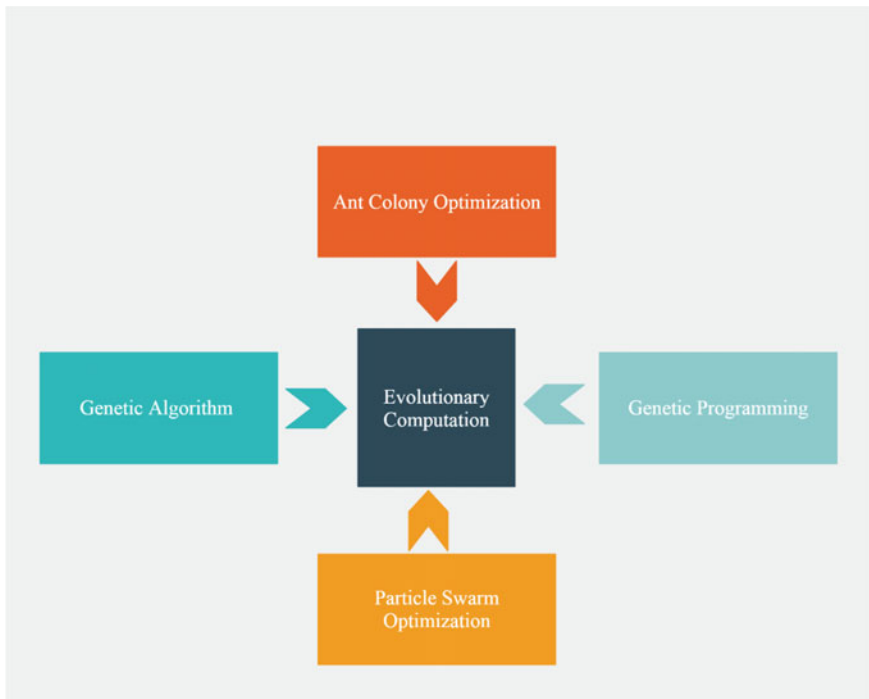 Ant Colony Optimization
Genetic Algorithm
Evolutionary
Computation
Genetic Programming
Particle Swarm
Optimization